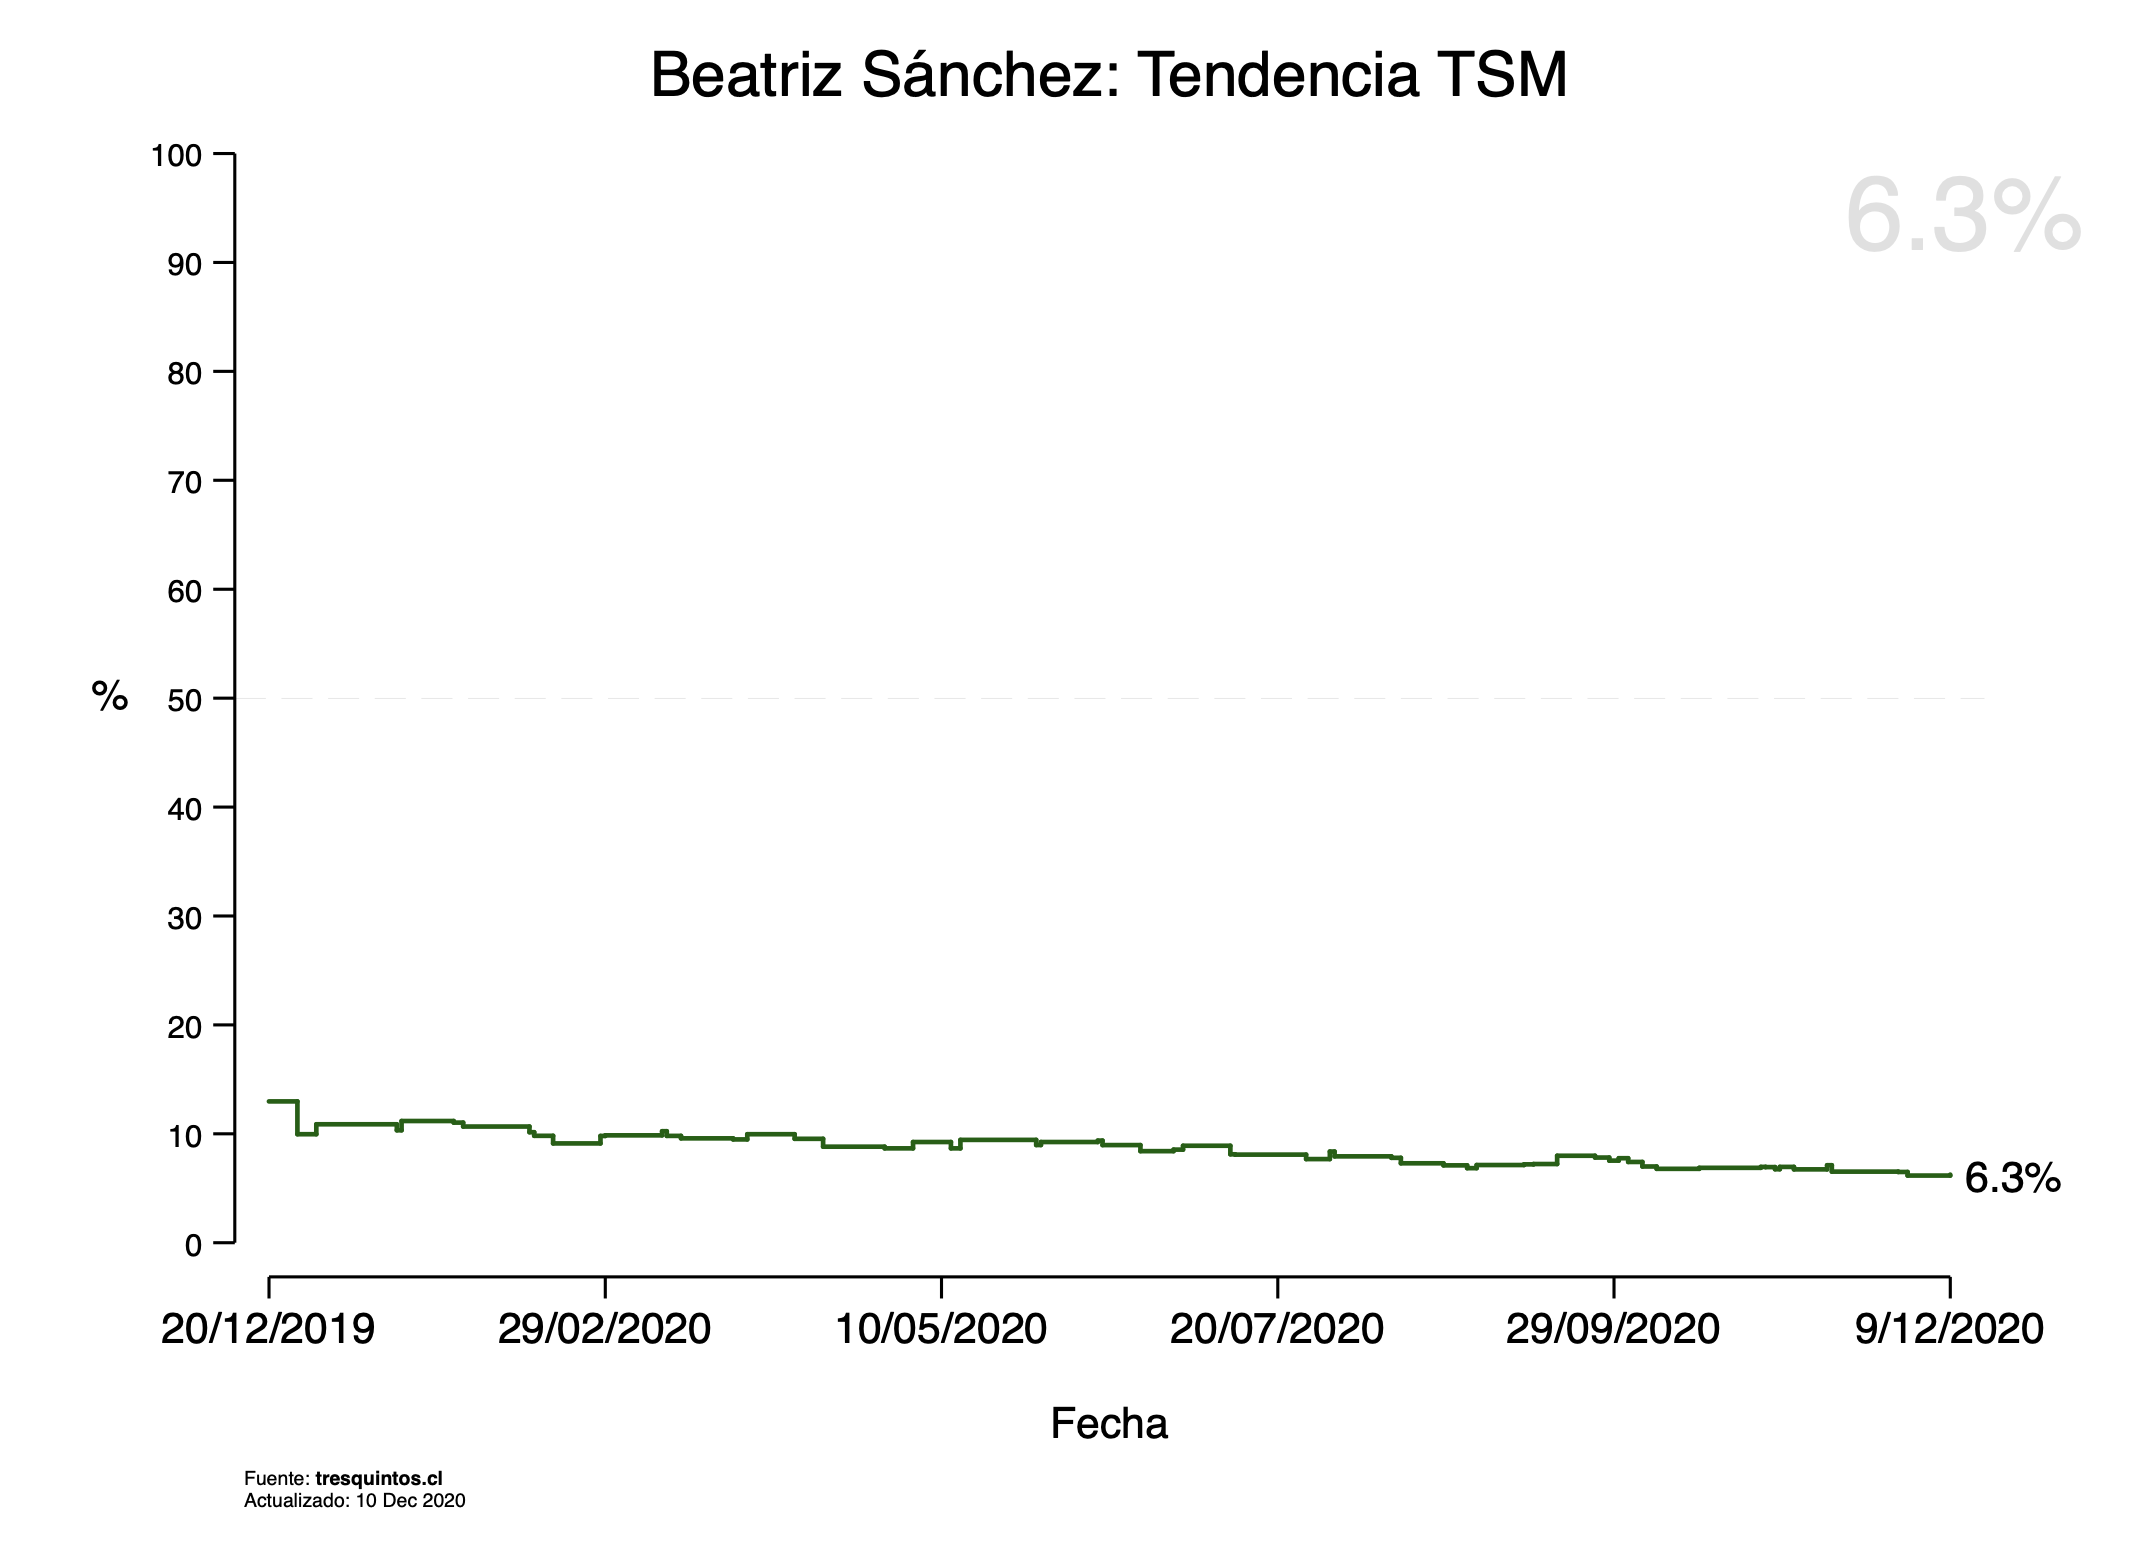 Beatriz Sánchez: Tendencia TSM
6.3%
100
90
80
70
60
50
40
30
20
10
0
%
6.3%
20/12/2019 29/02/2020 10/05/2020 20/07/2020 29/09/2020 9/12/2020
Fecha
Fuente: tresquintos.cl
Actualizado: 10 Dec 2020